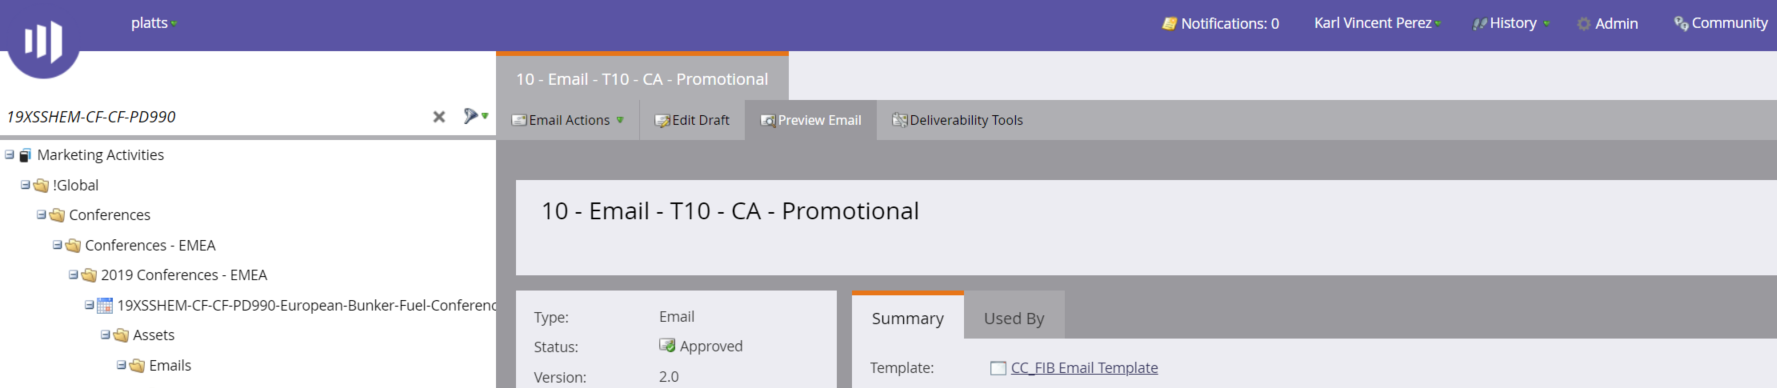 platts
Notifications: 0 Karl Vincent Perez History Admin Community
10 - Email - T10 - CA - Promotional
19XSSHEM-CF-CF-PD990
Email Actions Edit Draft Preview Email Deliverability Tools
Marketing Activities
!Global
Conferences
Conferences - EMEA
2019 Conferences - EMEA
19XSSHEM-CF-CF-PD990-European-Bunker-Fuel-Conferenc
Assets
Emails
10 - Email - T10 - CA - Promotional
Type: Email
Status: Approved
Version: 2.0
Summary Used By
Template: CC_FIB Email Template